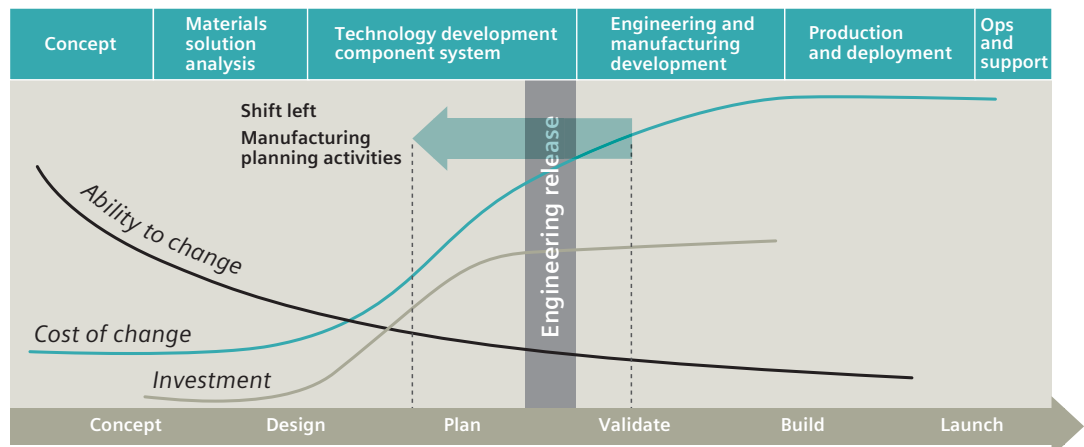 Concept
Materials
solution
analysis
Technology development
component system
Engineering and
manufacturing
development
Production
and deployment
Ops
and
support
Shift left
Manufacturing
planning activities
Engineering release
Ability to change
Cost of change
Investment
Concept
Design
Plan
Validate
Build
Launch